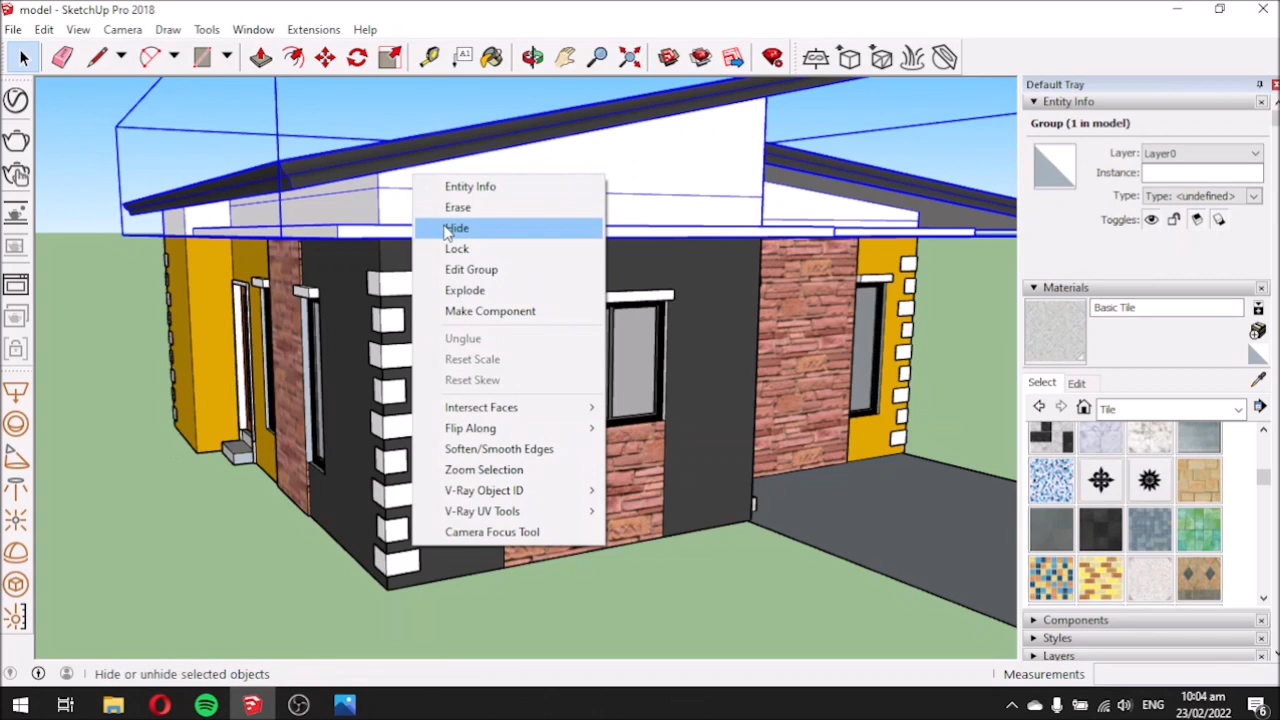 model - SketchUp Pro 2018
File Edit View Camera Draw Tools Window Extensions Help
Default Tray
Entity Info
Group (1 in model)
Layer: Layer0
Instance:
Type: Type: <undefined>
Toggles:
Entity Info
Erase
Hide
Lock
Edit Group
Explode
Make Component
Unglue
Reset Scale
Reset Skew
Intersect Faces
Flip Along
Soften/Smooth Edges
Zoom Selection
V-Ray Object ID
V-Ray UV Tools
Camera Focus Tool
Materials
Basic Tile
Select Edit
Tile
Components
Styles
Layers
Hide or unhide selected objects
Measurements
ENG
10:04 am
23/02/2022
6